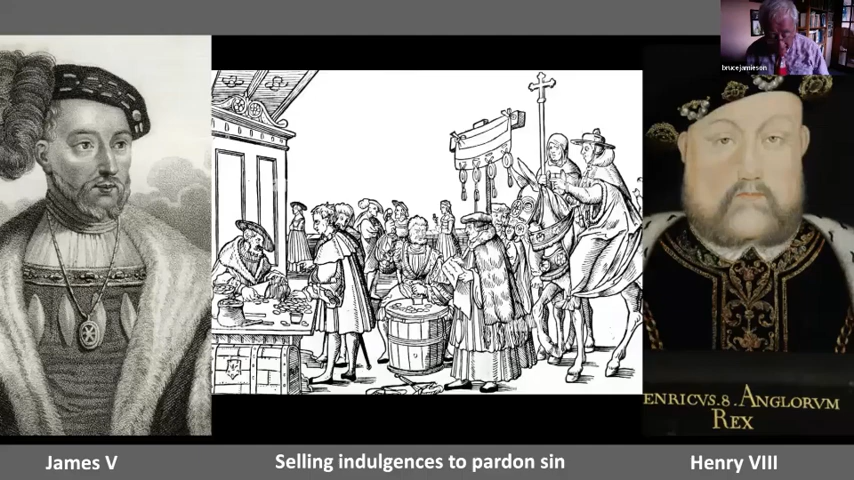 brucejamieson
ENRICVS.8.ANGLORVM
REX
James V
Selling indulgences to pardon sin
Henry VIII